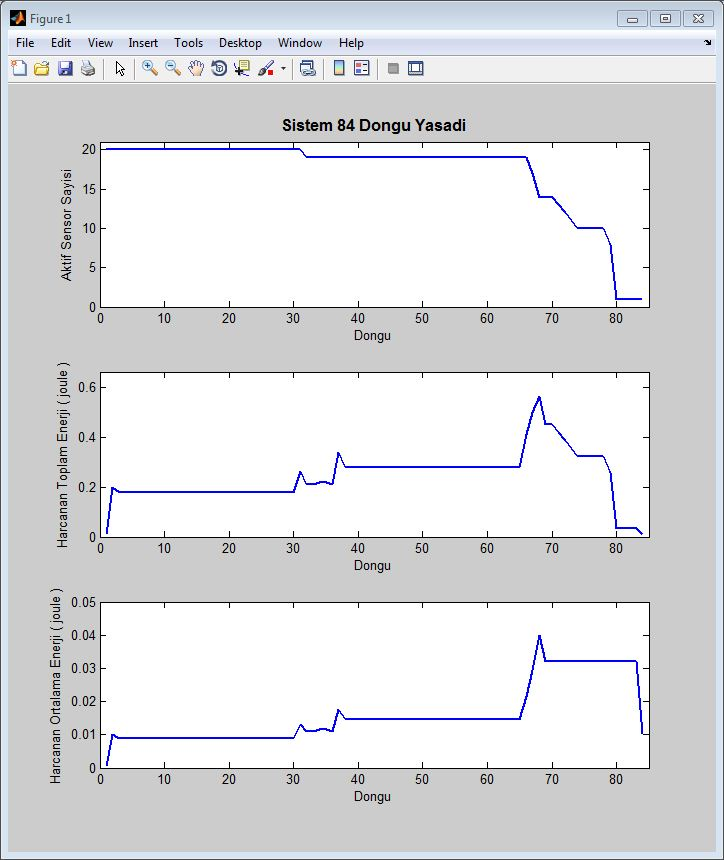 Figure 1
File Edit View Insert Tools Desktop Window Help
Sistem 84 Dongu Yasadi
Aktif Sensor Sayisi
20
15
10
5
0
0 10 20 30 40 50 60 70 80
Dongu
Harcanan Toplam Enerji ( joule )
0.6
0.4
0.2
0
0 10 20 30 40 50 60 70 80
Dongu
Harcanan Ortalama Enerji ( joule )
0.05
0.04
0.03
0.02
0.01
0
0 10 20 30 40 50 60 70 80
Dongu